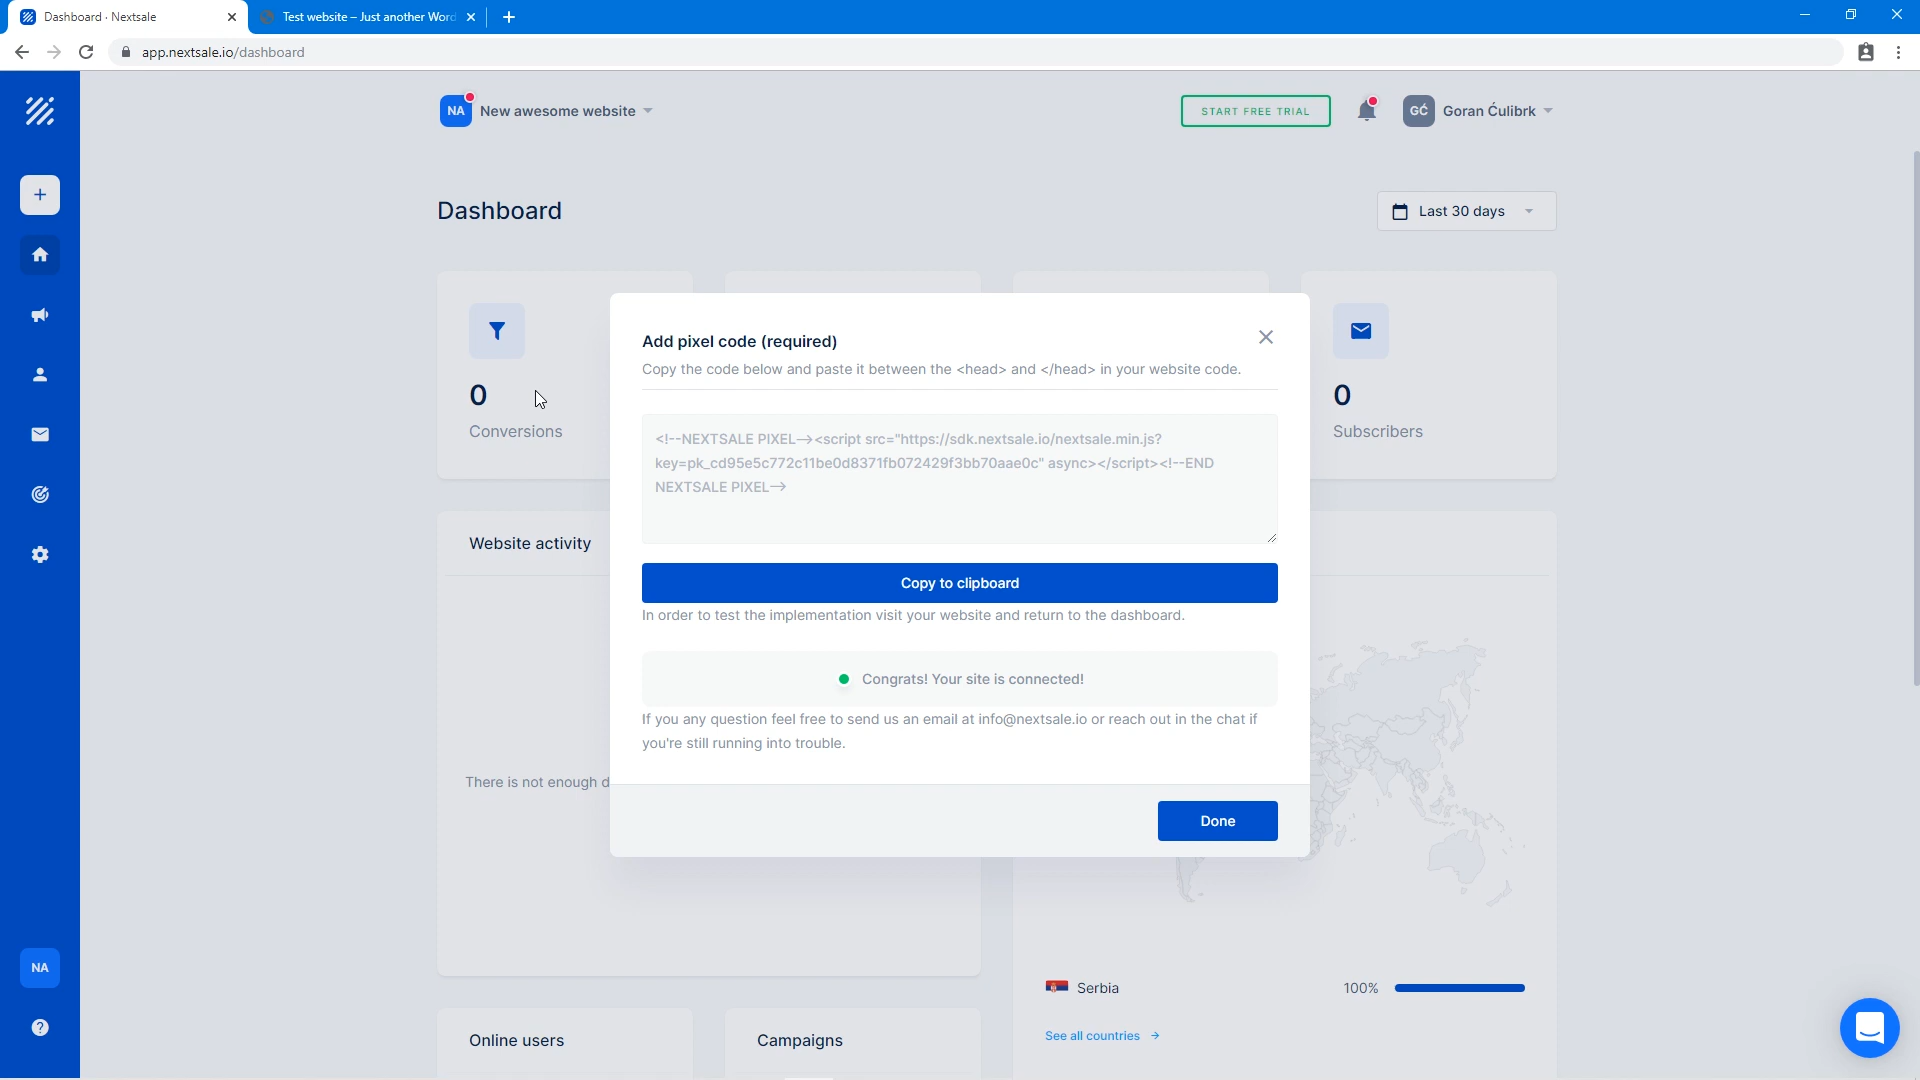 Dashboard · Nextsale
Test website – Just another Word
app.nextsale.io/dashboard
NA
New awesome website
START FREE TRIAL
GĆ
Goran Ćulibrk
Dashboard
Last 30 days
0
Conversions
0
Subscribers
Add pixel code (required)
Copy the code below and paste it between the <head> and </head> in your website code.
<!--NEXTSALE PIXEL--><script src="https://sdk.nextsale.io/nextsale.min.js?
key=pk_cd95e5c772c11be0d8371fb072429f3bb70aae0c" async></script><!--END
NEXTSALE PIXEL-->
Copy to clipboard
In order to test the implementation visit your website and return to the dashboard.
Congrats! Your site is connected!
If you any question feel free to send us an email at info@nextsale.io or reach out in the chat if
you're still running into trouble.
Done
Website activity
There is not enough d
Serbia
100%
See all countries →
Online users
Campaigns
NA
?